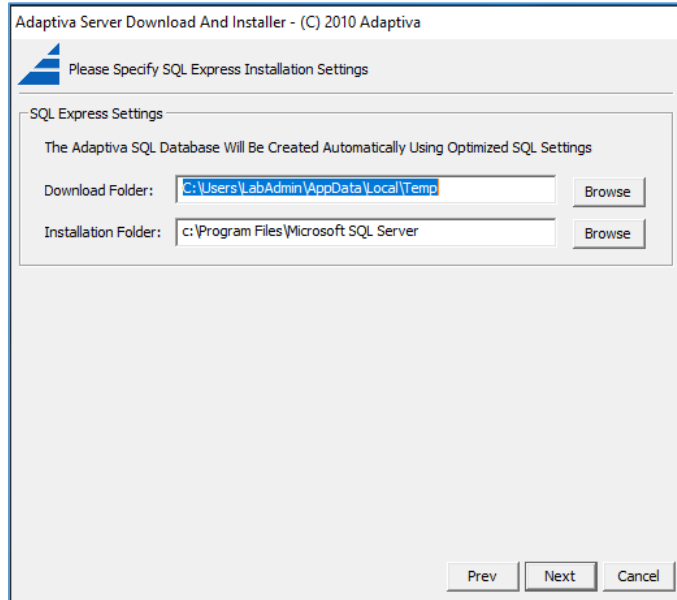 Adaptiva Server Download And Installer - (C) 2010 Adaptiva
Please Specify SQL Express Installation Settings
SQL Express Settings
The Adaptiva SQL Database Will Be Created Automatically Using Optimized SQL Settings
Download Folder: C:\Users\LabAdmin\AppData\Local\Temp Browse
Installation Folder: c:\Program Files\Microsoft SQL Server Browse
Prev Next Cancel